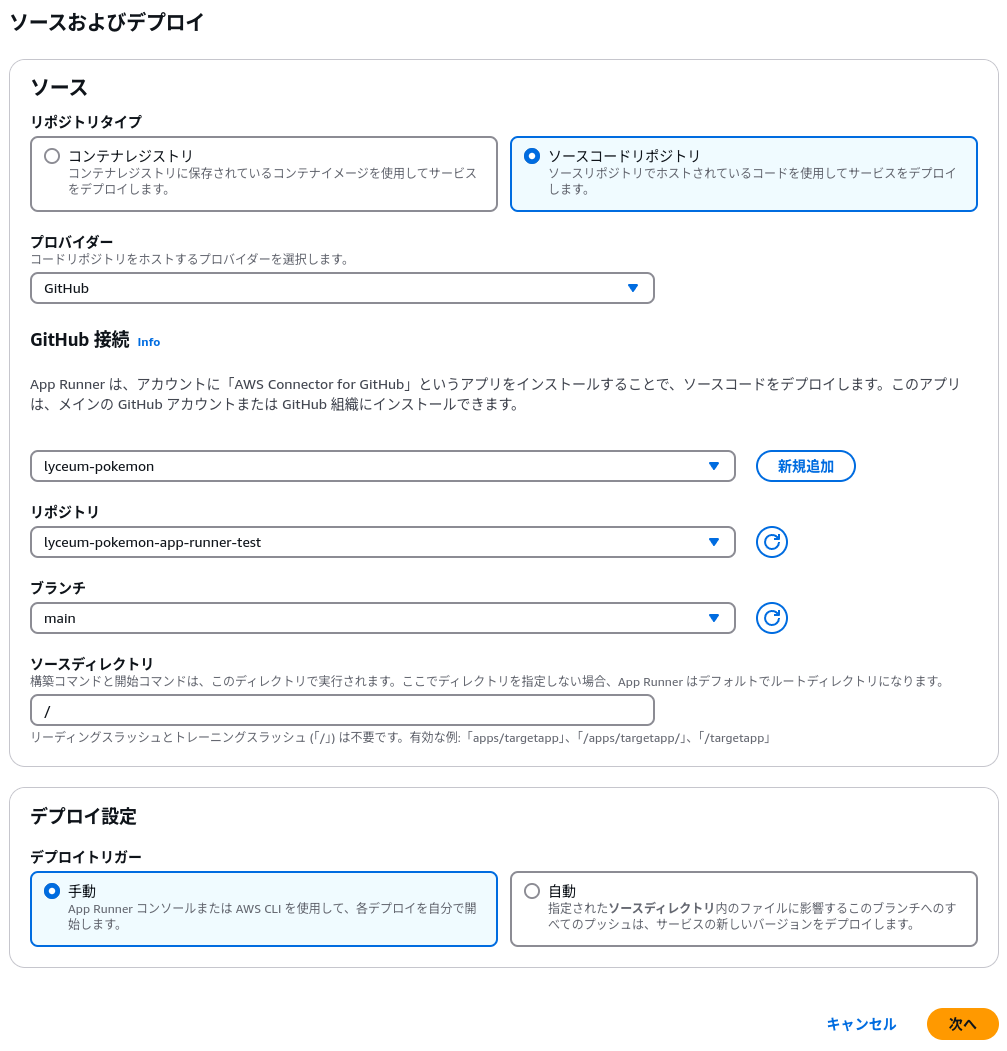 ソースおよびデプロイ
ソース
リポジトリタイプ
コンテナレジストリ
コンテナレジストリに保存されているコンテナイメージを使用してサービス
をデプロイします。
ソースコードリポジトリ
ソースリポジトリでホストされているコードを使用してサービスをデプロイ
します。
プロバイダー
コードリポジトリをホストするプロバイダーを選択します。
GitHub
GitHub 接続 Info
App Runner は、アカウントに「AWS Connector for GitHub」というアプリをインストールすることで、ソースコードをデプロイします。このアプリ
は、メインの GitHub アカウントまたは GitHub 組織にインストールできます。
lyceum-pokemon
新規追加
リポジトリ
lyceum-pokemon-app-runner-test
ブランチ
main
ソースディレクトリ
構築コマンドと開始コマンドは、このディレクトリで実行されます。ここでディレクトリを指定しない場合、App Runner はデフォルトでルートディレクトリになります。
/
リーディングスラッシュとトレーニングスラッシュ (「/」) は不要です。有効な例:「apps/targetapp」、「/apps/targetapp/」、「/targetapp」
デプロイ設定
デプロイトリガー
手動
App Runner コンソールまたは AWS CLI を使用して、各デプロイを自分で開
始します。
自動
指定されたソースディレクトリ内のファイルに影響するこのブランチへのす
べてのプッシュは、サービスの新しいバージョンをデプロイします。
キャンセル
次へ